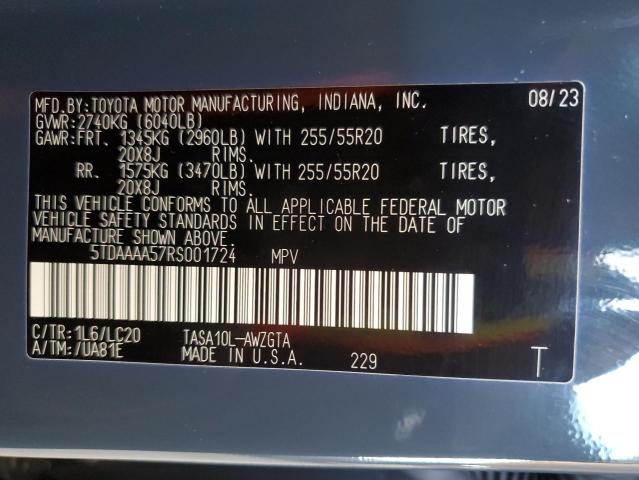 MFD.BY:TOYOTA MOTOR MANUFACTURING, INDIANA, INC. 08/23
GVWR:2740KG (6040LB)
GAWR:FRT. 1345KG (2960LB) WITH 255/55R20 TIRES,
20X8J RIMS.
RR. 1575KG (3470LB) WITH 255/55R20 TIRES,
20X8J RIMS.
THIS VEHICLE CONFORMS TO ALL APPLICABLE FEDERAL MOTOR
VEHICLE SAFETY STANDARDS IN EFFECT ON THE DATE OF
MANUFACTURE SHOWN ABOVE.
5TDAAAA57RS001724 MPV
C/TR:1L6/LC20 TASA10L-AWZGTA
A/TM:/UA81E MADE IN U.S.A. 229 T